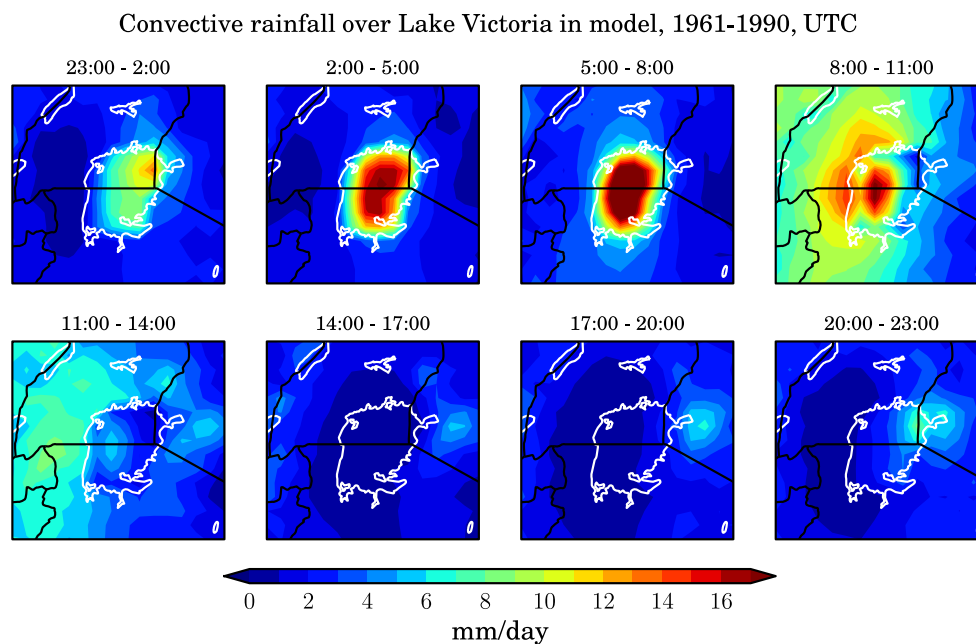 Convective rainfall over Lake Victoria in model, 1961-1990, UTC
23:00 - 2:00 2:00 - 5:00 5:00 - 8:00 8:00 - 11:00
11:00 - 14:00 14:00 - 17:00 17:00 - 20:00 20:00 - 23:00
0 2 4 6 8 10 12 14 16
mm/day